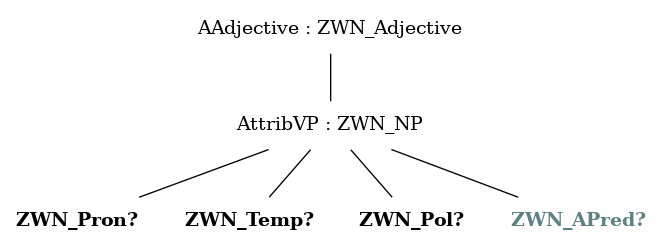 AAdjective : ZWN_Adjective
AttribVP : ZWN_NP
ZWN_Pron? ZWN_Temp? ZWN_Pol? ZWN_APred?